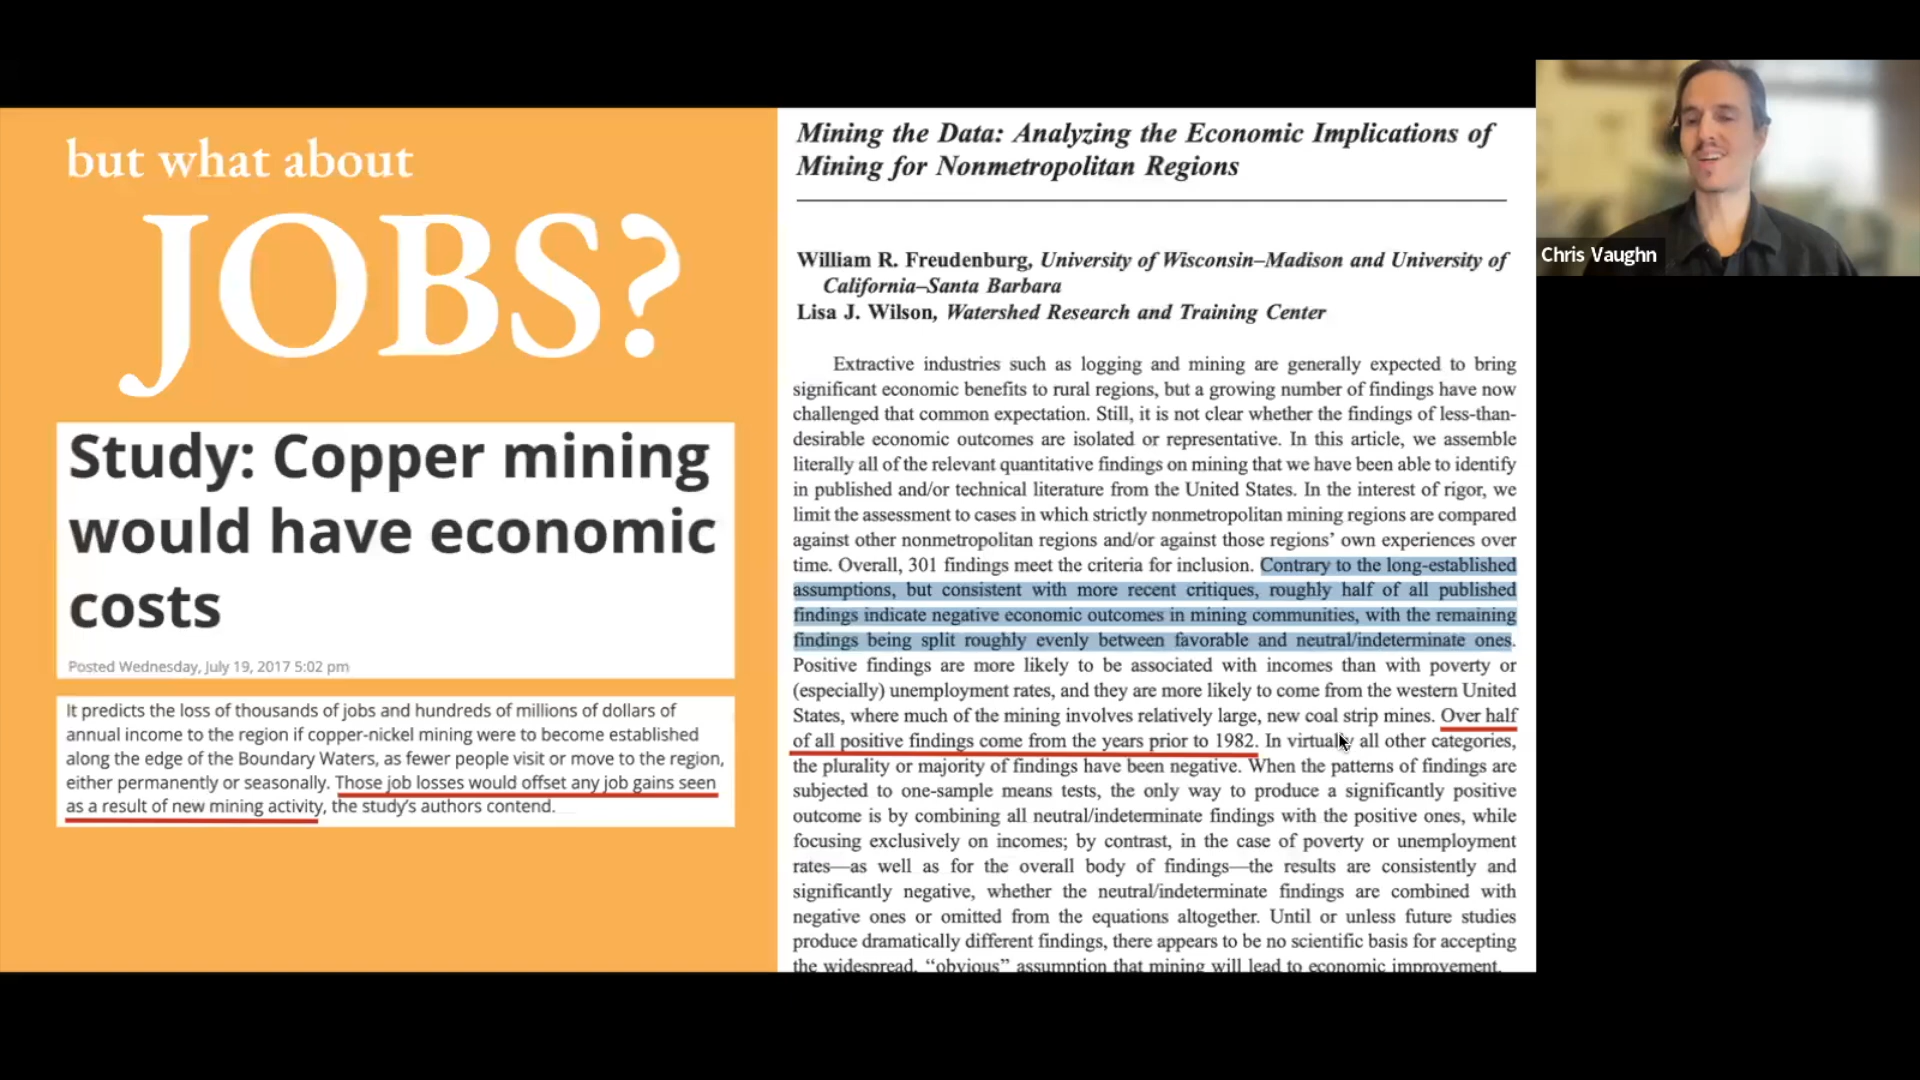 but what about
JOBS?
Study: Copper mining
would have economic
costs
Posted Wednesday, July 19, 2017 5:02 pm
It predicts the loss of thousands of jobs and hundreds of millions of dollars of
annual income to the region if copper-nickel mining were to become established
along the edge of the Boundary Waters, as fewer people visit or move to the region,
either permanently or seasonally. Those job losses would offset any job gains seen
as a result of new mining activity, the study's authors contend.
Mining the Data: Analyzing the Economic Implications of
Mining for Nonmetropolitan Regions
William R. Freudenburg, University of Wisconsin–Madison and University of
California–Santa Barbara
Lisa J. Wilson, Watershed Research and Training Center
Extractive industries such as logging and mining are generally expected to bring
significant economic benefits to rural regions, but a growing number of findings have now
challenged that common expectation. Still, it is not clear whether the findings of less-than-
desirable economic outcomes are isolated or representative. In this article, we assemble
literally all of the relevant quantitative findings on mining that we have been able to identify
in published and/or technical literature from the United States. In the interest of rigor, we
limit the assessment to cases in which strictly nonmetropolitan mining regions are compared
against other nonmetropolitan regions and/or against those regions' own experiences over
time. Overall, 301 findings meet the criteria for inclusion. Contrary to the long-established
assumptions, but consistent with more recent critiques, roughly half of all published
findings indicate negative economic outcomes in mining communities, with the remaining
findings being split roughly evenly between favorable and neutral/indeterminate ones.
Positive findings are more likely to be associated with incomes than with poverty or
(especially) unemployment rates, and they are more likely to come from the western United
States, where much of the mining involves relatively large, new coal strip mines. Over half
of all positive findings come from the years prior to 1982. In virtually all other categories,
the plurality or majority of findings have been negative. When the patterns of findings are
subjected to one-sample means tests, the only way to produce a significantly positive
outcome is by combining all neutral/indeterminate findings with the positive ones, while
focusing exclusively on incomes; by contrast, in the case of poverty or unemployment
rates—as well as for the overall body of findings—the results are consistently and
significantly negative, whether the neutral/indeterminate findings are combined with
negative ones or omitted from the equations altogether. Until or unless future studies
produce dramatically different findings, there appears to be no scientific basis for accepting
the widespread, “obvious” assumption that mining will lead to economic improvement.
Chris Vaughn